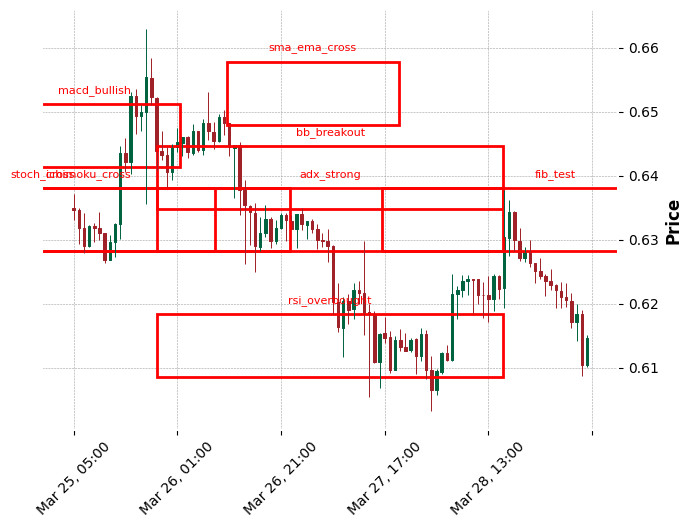 sma_ema_cross
0.66
macd_bullish
0.65
bb_breakout
stoch_cross
ichimoku_cross
adx_strong
fib_test
0.64
0.63
Price
rsi_overbought
0.62
0.61
Mar 25, 05:00
Mar 26, 01:00
Mar 26, 21:00
Mar 27, 17:00
Mar 28, 13:00